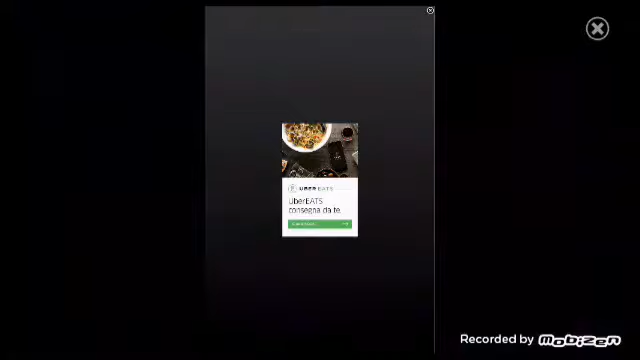 UBER EATS
UberEATS
consegna da te.
Recorded by mobizen